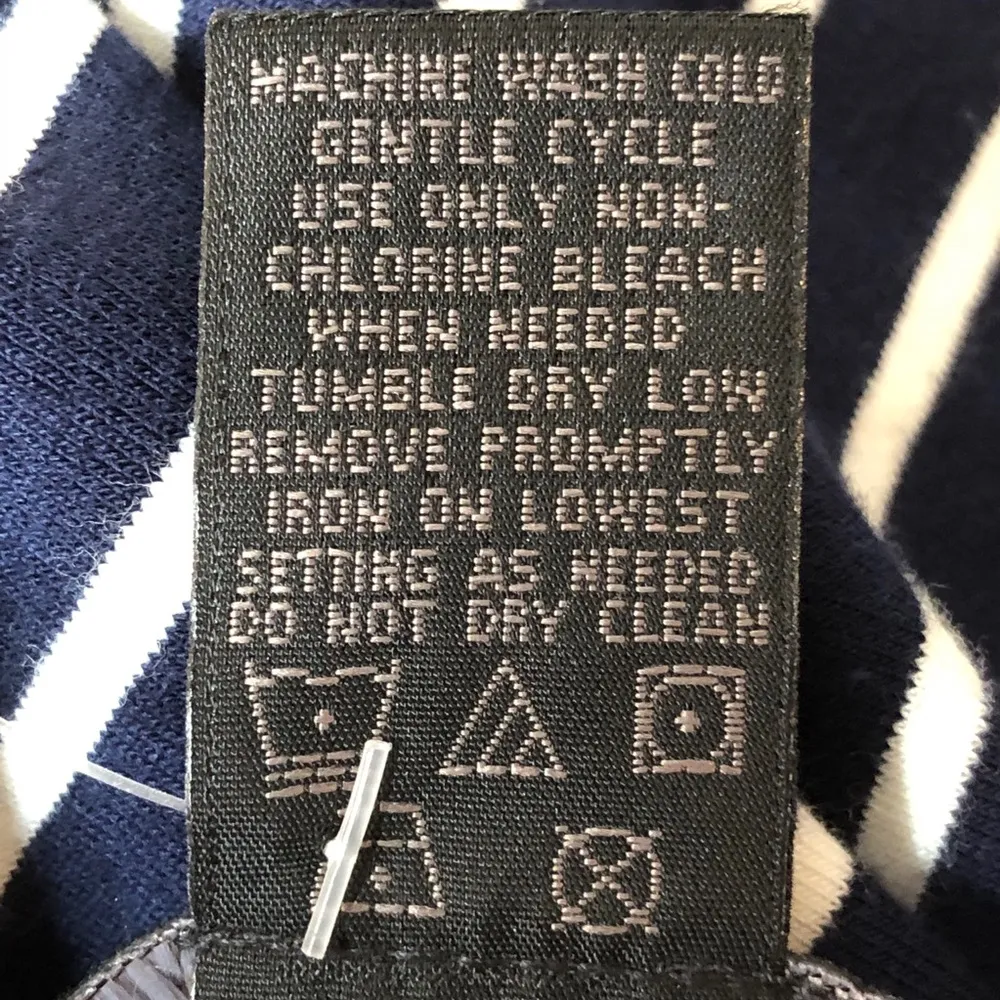 MACHINE WASH COLD
GENTLE CYCLE
USE ONLY NON-
CHLORINE BLEACH
WHEN NEEDED
TUMBLE DRY LOW
REMOVE PROMPTLY
IRON ON LOWEST
SETTING AS NEEDED
DO NOT DRY CLEAN